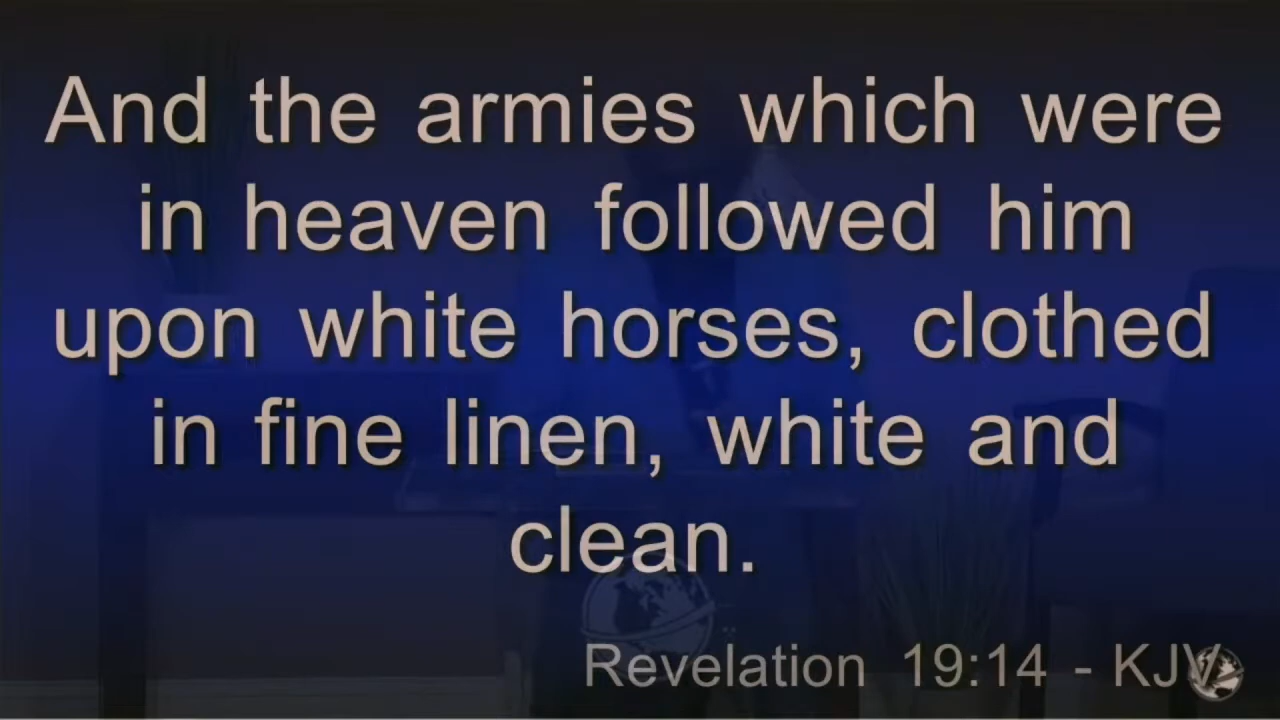 And the armies which were
in heaven followed him
upon white horses, clothed
in fine linen, white and
clean.
Revelation 19:14 - KJV